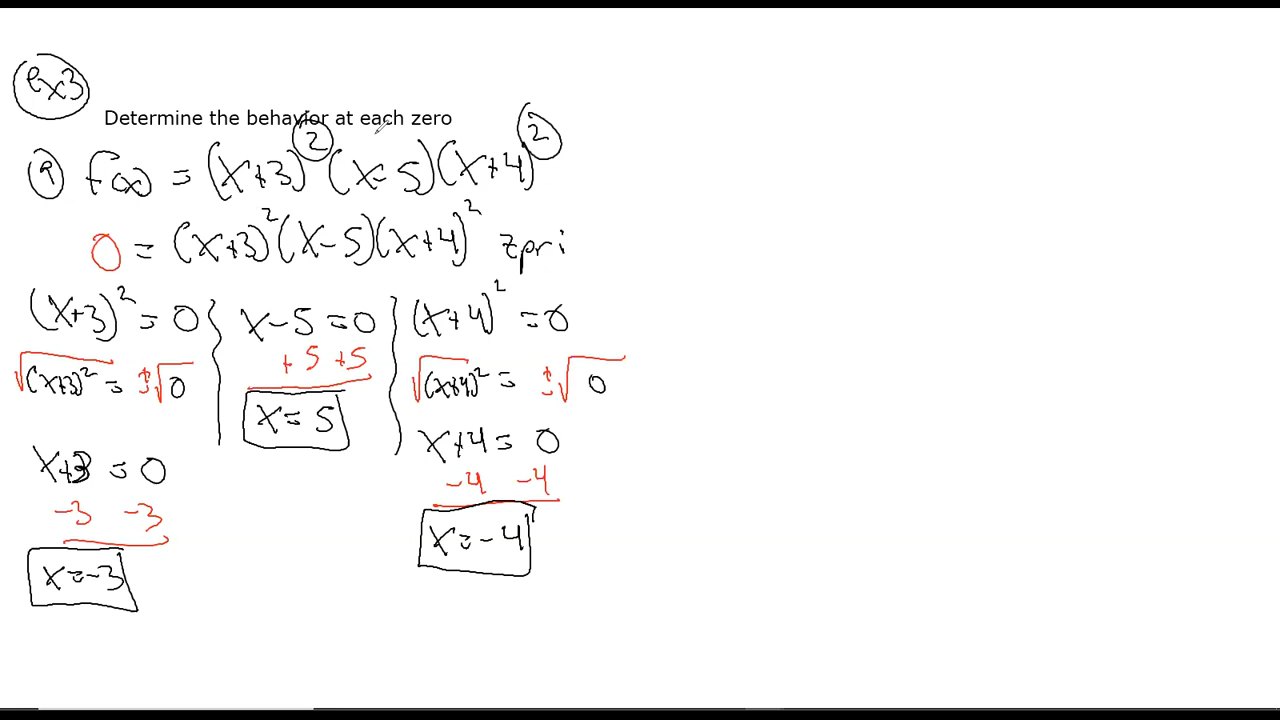 ex3
Determine the behavior at each zero
a f(x) = (x+3)²(x-5)(x+4)²
0 = (x+3)²(x-5)(x+4)² zpri
(x+3)² = 0 x-5=0 (x+4)² = 0
√(x+3)² = ±√0 +5 +5 √(x+4)² = ±√0
x=5
x+3 = 0 x+4 = 0
-3 -3 -4 -4
x=-3 x=-4